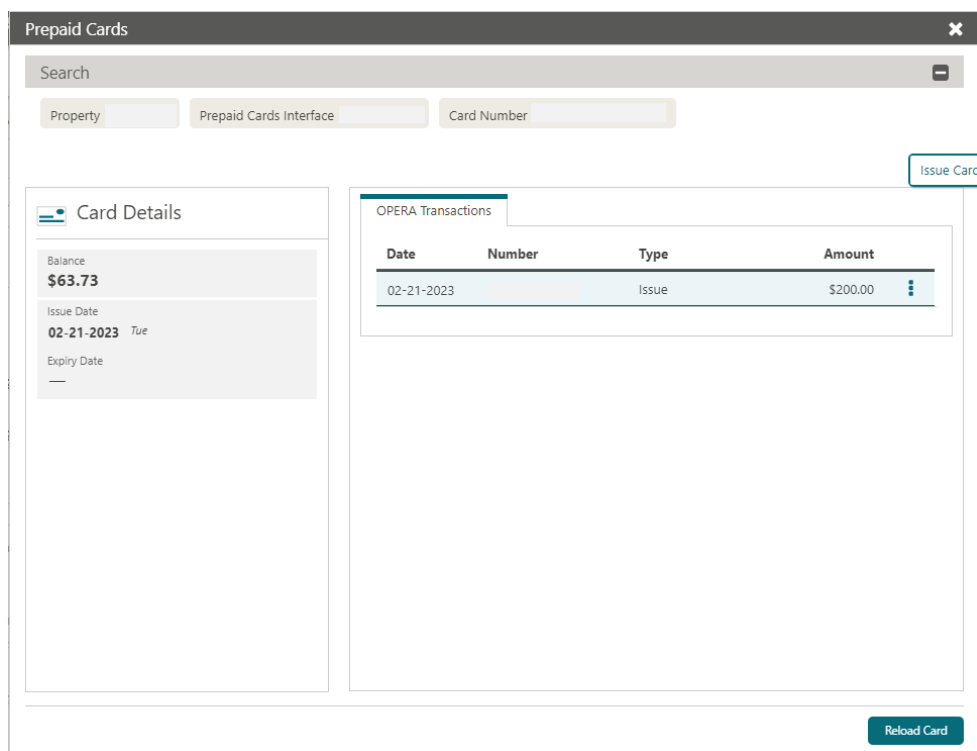 Prepaid Cards
Search
Property Prepaid Cards Interface Card Number
Issue Card
Card Details
Balance
$63.73
Issue Date
02-21-2023 Tue
Expiry Date
—
OPERA Transactions
Date Number Type Amount
02-21-2023 Issue $200.00
Reload Card